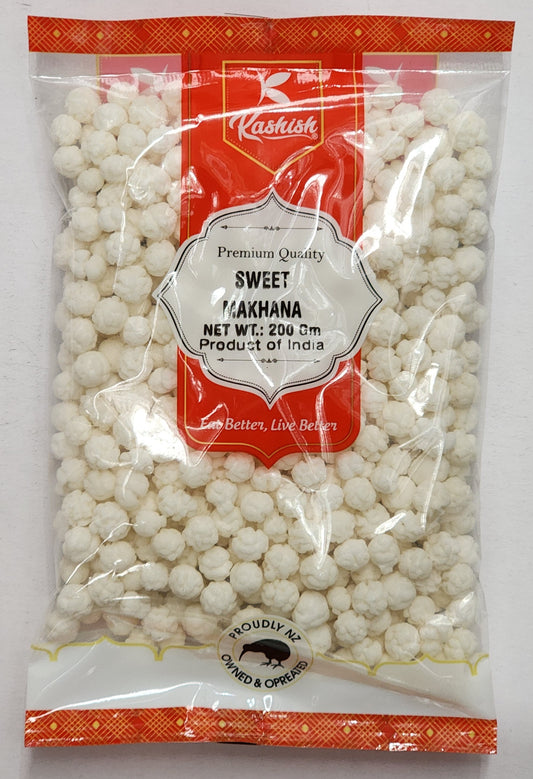 Kashish®
Premium Quality
SWEET
MAKHANA
NET WT.: 200 Gm
Product of India
Eat Better, Live Better
PROUDLY NZ
OWNED & OPREATED